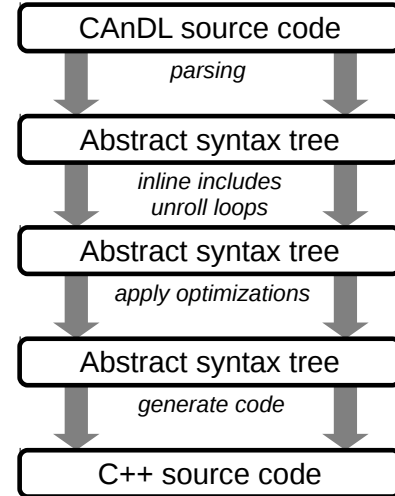 CAnDL source code
parsing
Abstract syntax tree
inline includes
unroll loops
Abstract syntax tree
apply optimizations
Abstract syntax tree
generate code
C++ source code